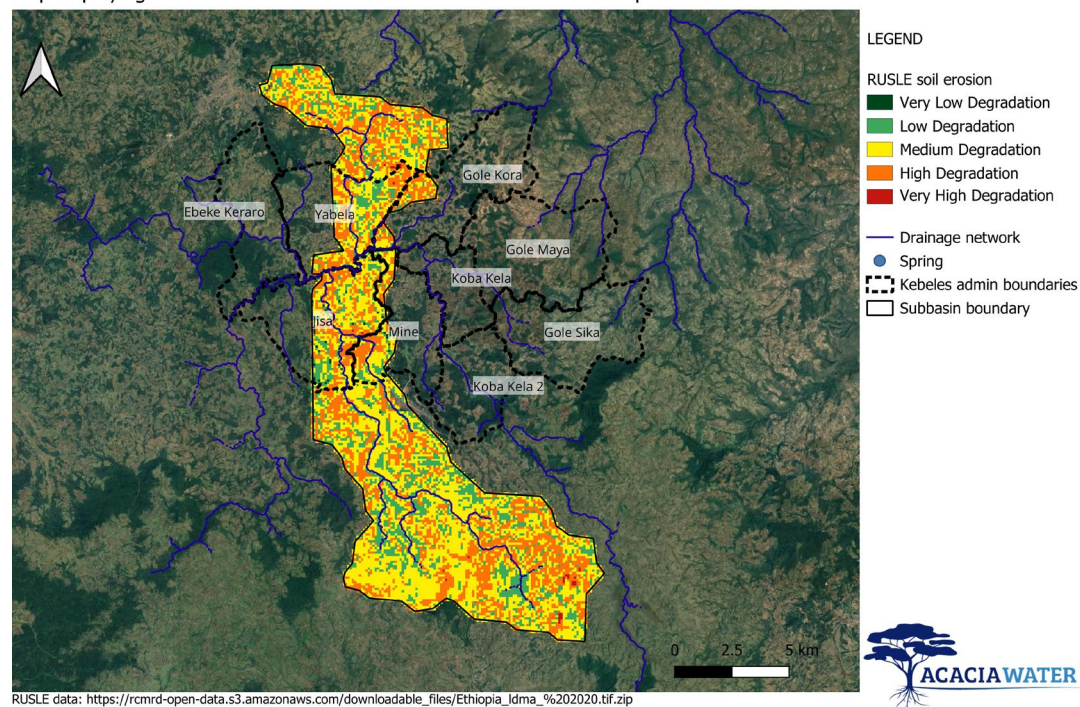 LEGEND
RUSLE soil erosion
Very Low Degradation
Low Degradation
Medium Degradation
High Degradation
Very High Degradation
Drainage network
Spring
Kebeles admin boundaries
Subbasin boundary
Gole Kora
Ebeke Keraro
Yabela
Gole Maya
Koba Kela
Jisa
Mine
Gole Sika
Koba Kela 2
0 2.5 5 km
ACACIAWATER
RUSLE data: https://rcmrd-open-data.s3.amazonaws.com/downloadable_files/Ethiopia_ldma_%202020.tif.zip